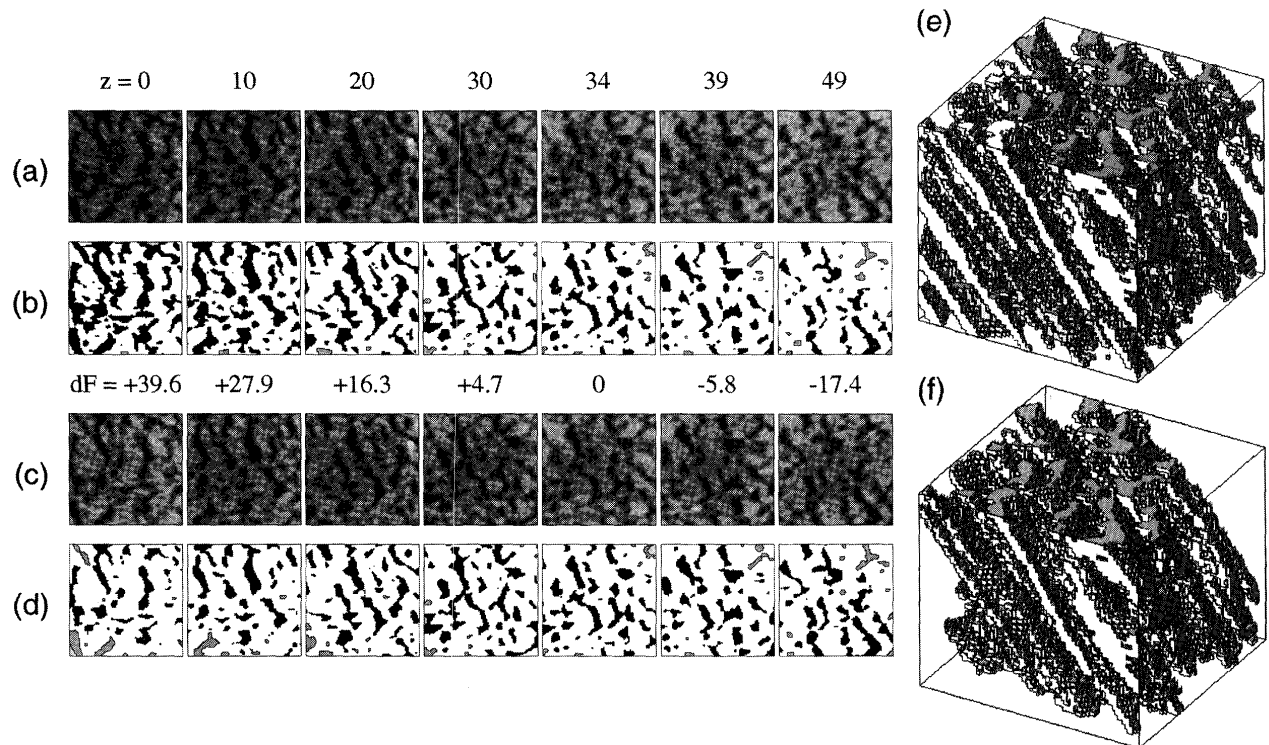 (e)
z = 0 10 20 30 34 39 49
(a)
(b)
dF = +39.6 +27.9 +16.3 +4.7 0 -5.8 -17.4
(f)
(c)
(d)